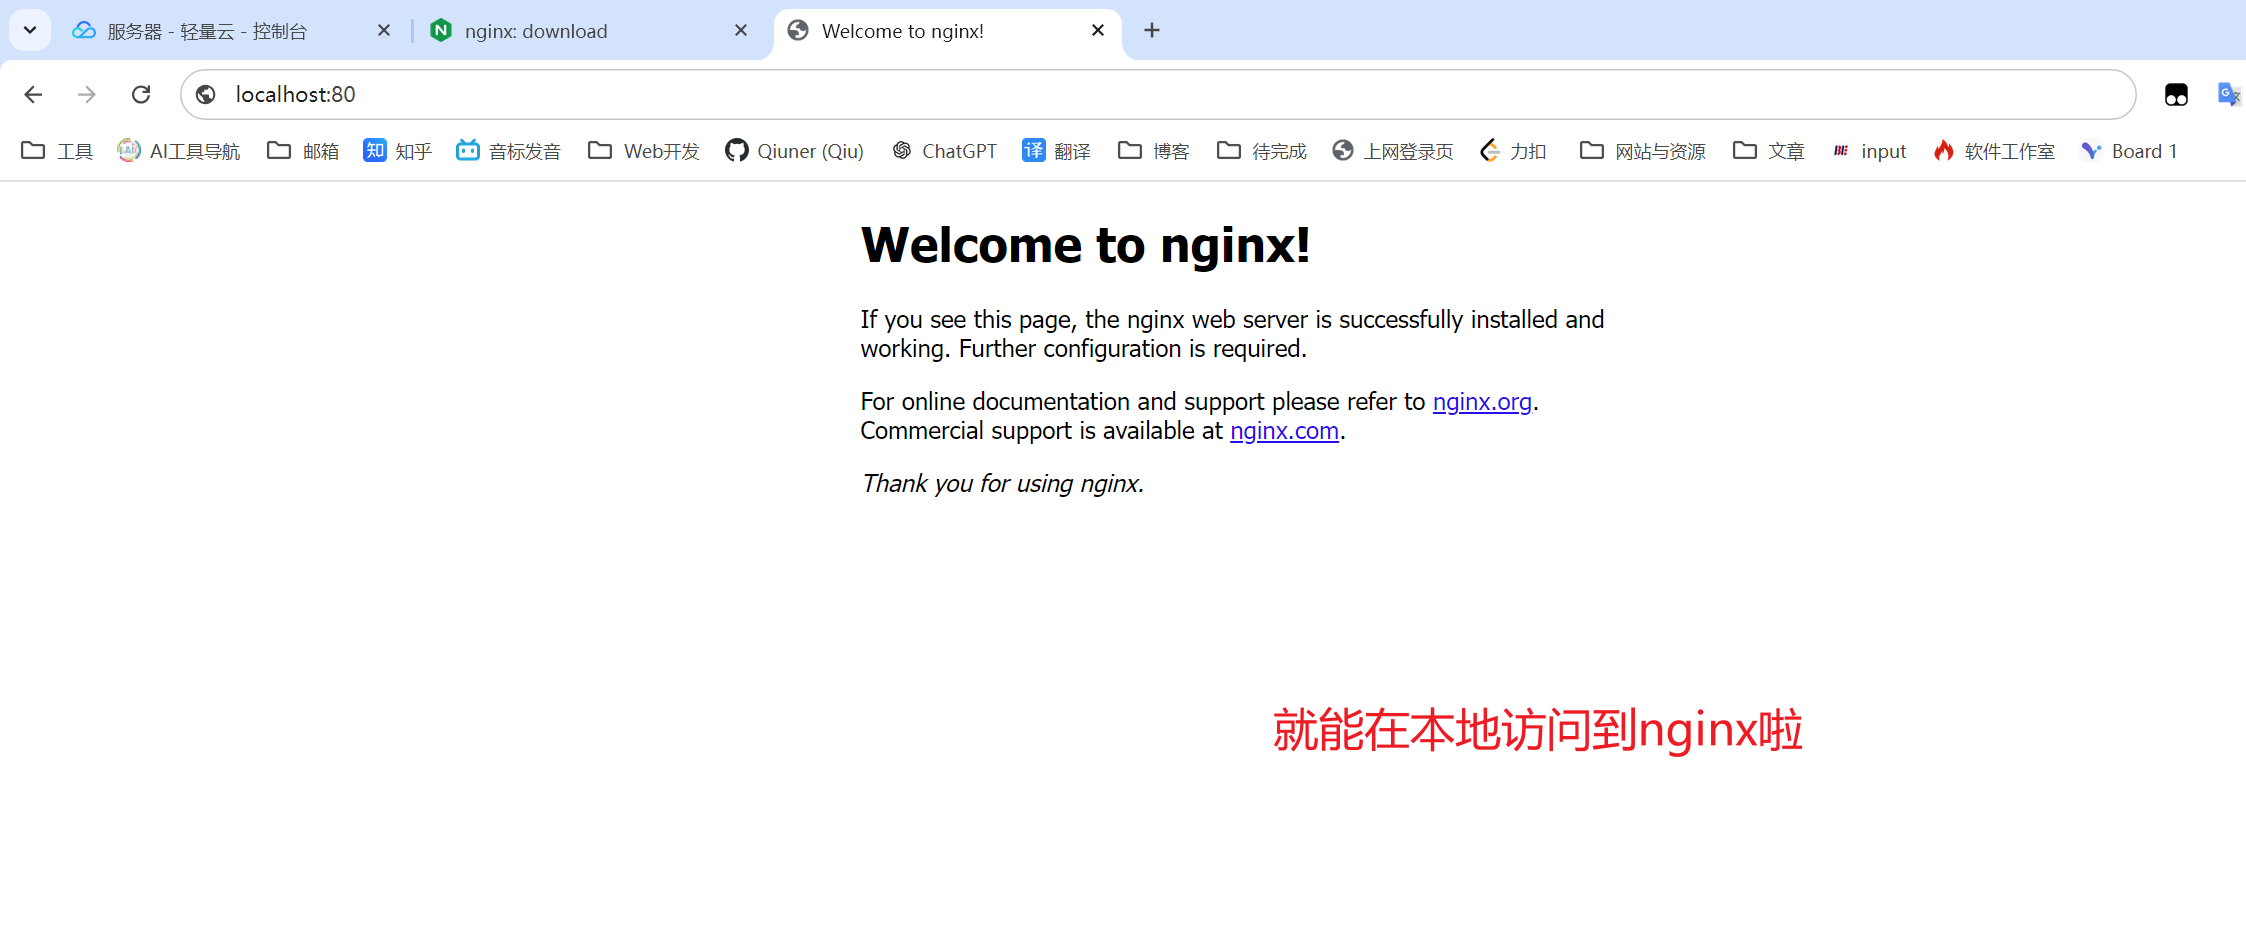 服务器 - 轻量云 - 控制台
nginx: download
Welcome to nginx!
localhost:80
工具 AI工具导航 邮箱 知乎 音标发音 Web开发 Qiuner (Qiu) ChatGPT 翻译 博客 待完成 上网登录页 力扣 网站与资源 文章 input 软件工作室 Board 1
Welcome to nginx!
If you see this page, the nginx web server is successfully installed and
working. Further configuration is required.
For online documentation and support please refer to nginx.org.
Commercial support is available at nginx.com.
Thank you for using nginx.
就能在本地访问到nginx啦